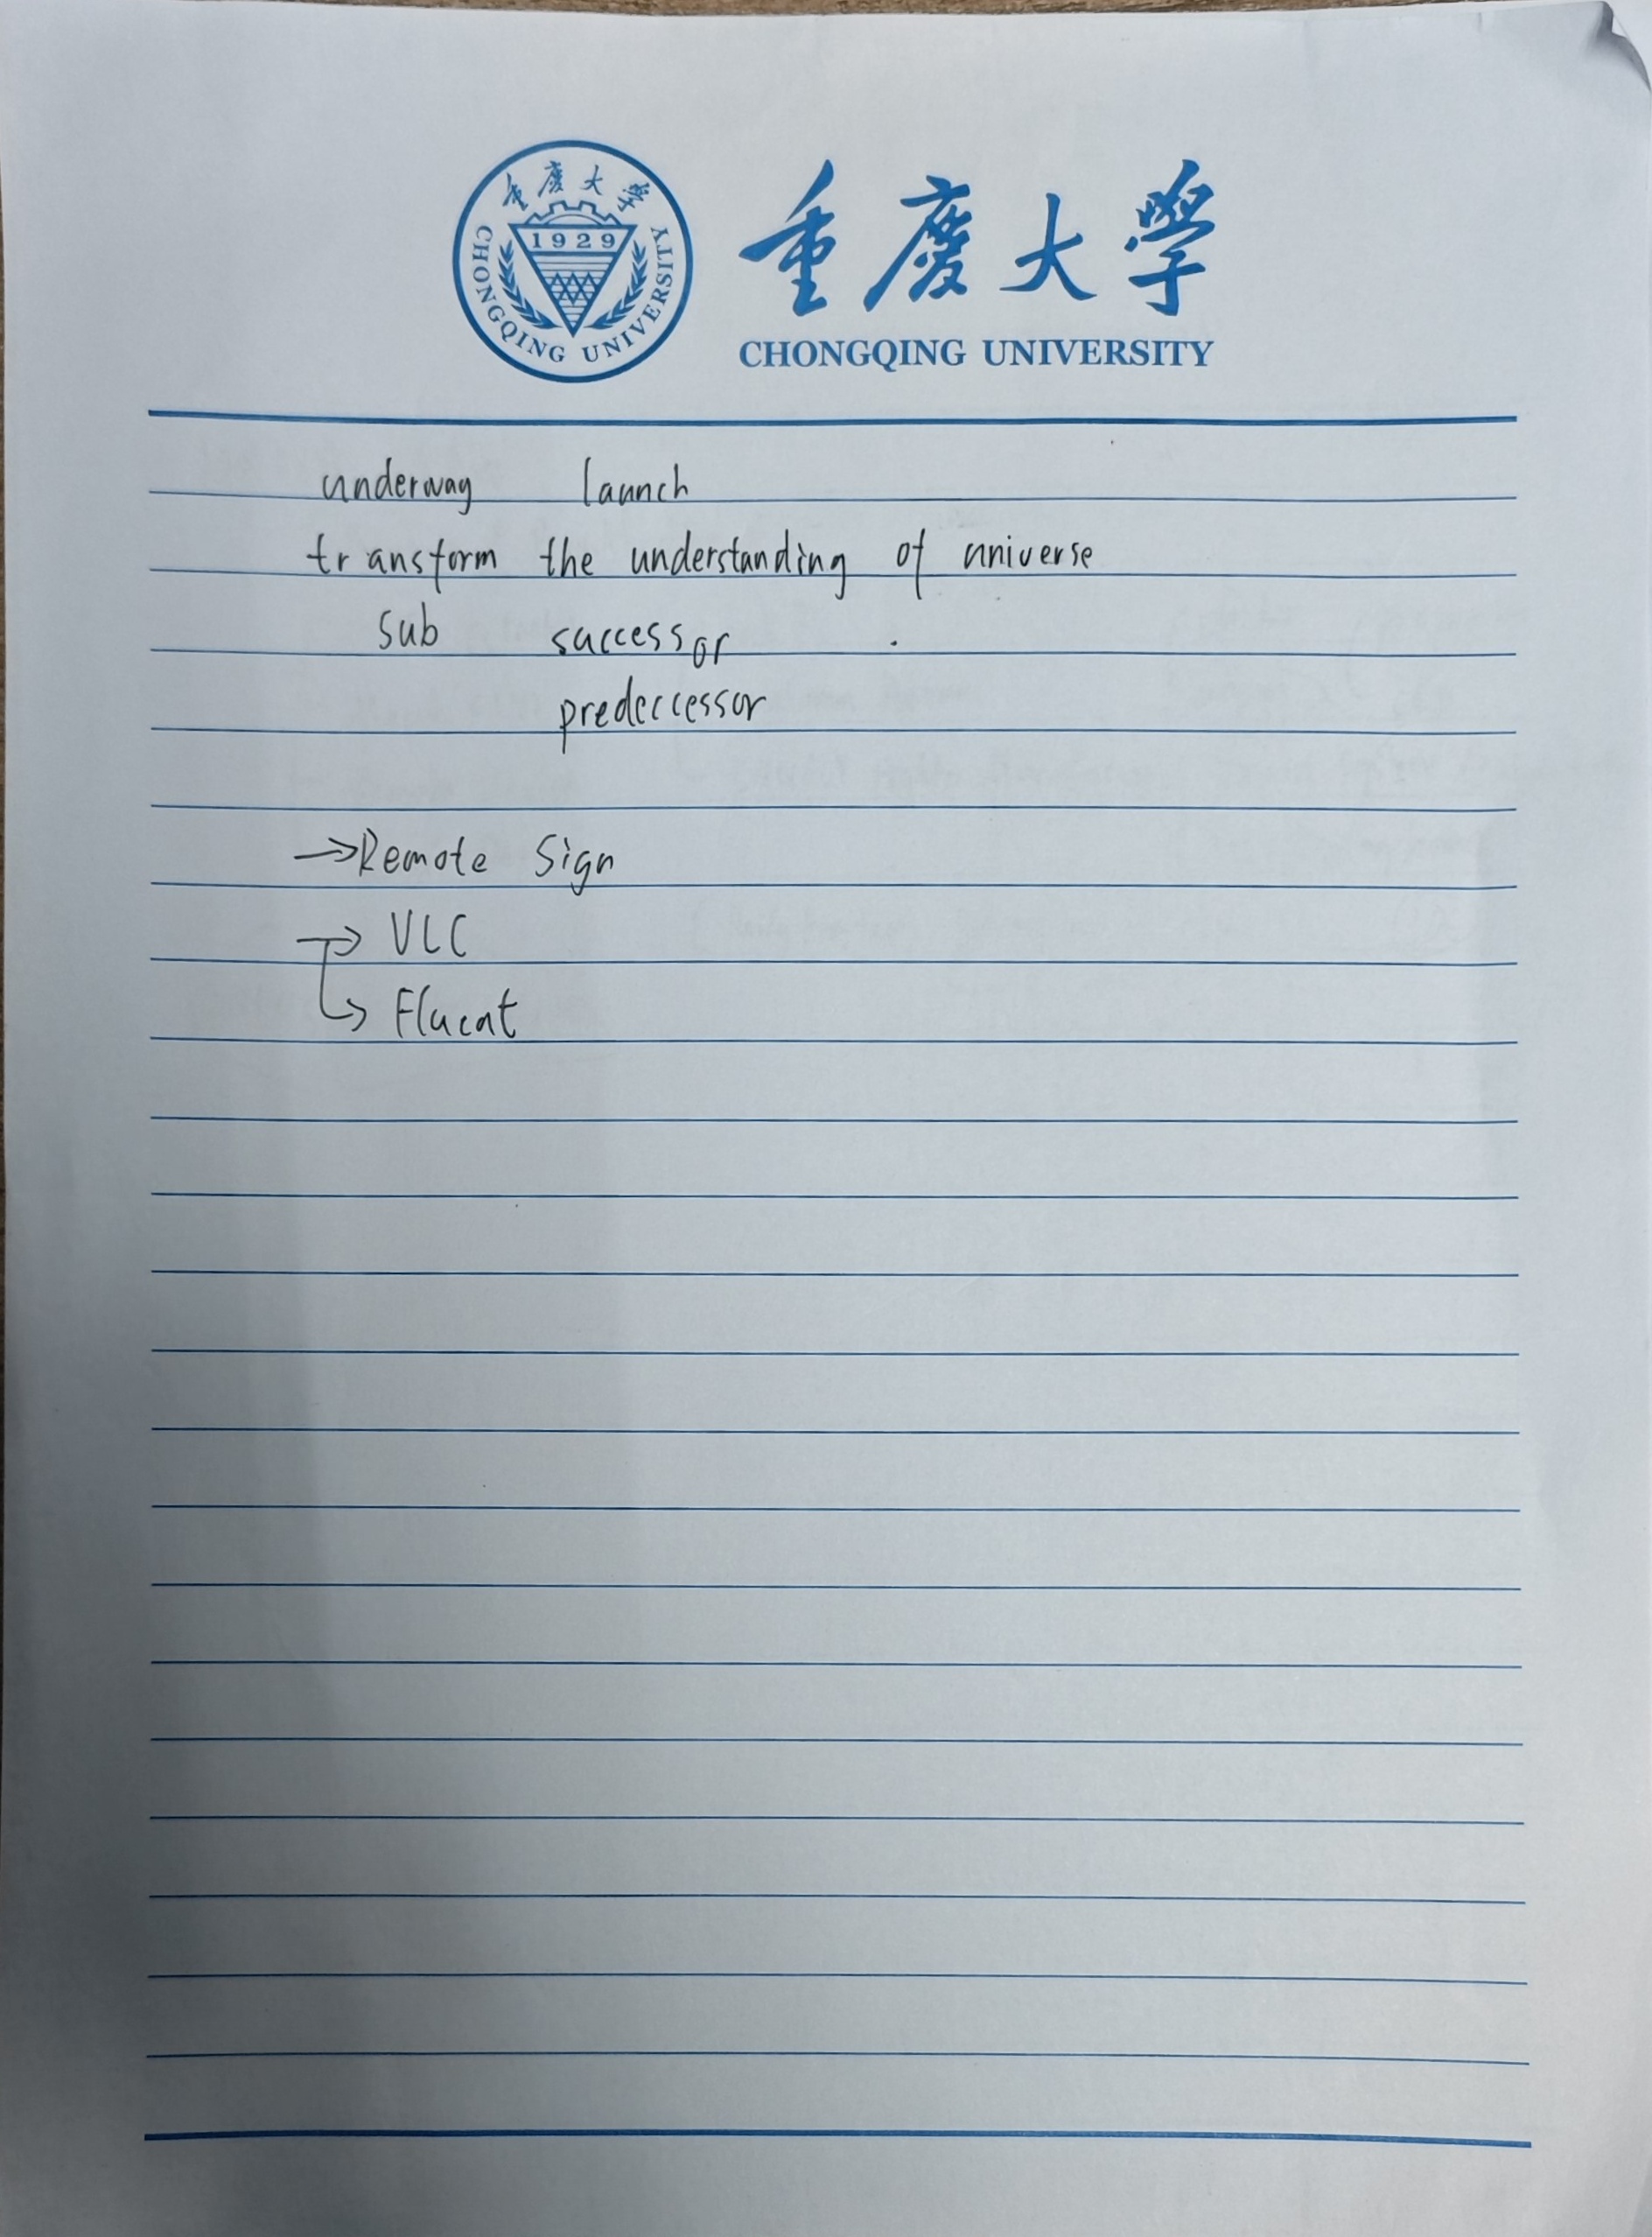 重慶大學
1929
CHONGQING UNIVERSITY
重慶大學
CHONGQING UNIVERSITY
underway launch
transform the understanding of universe
sub successor
predeccessor
→Remote Sign
→ VLC
↳ Fluent